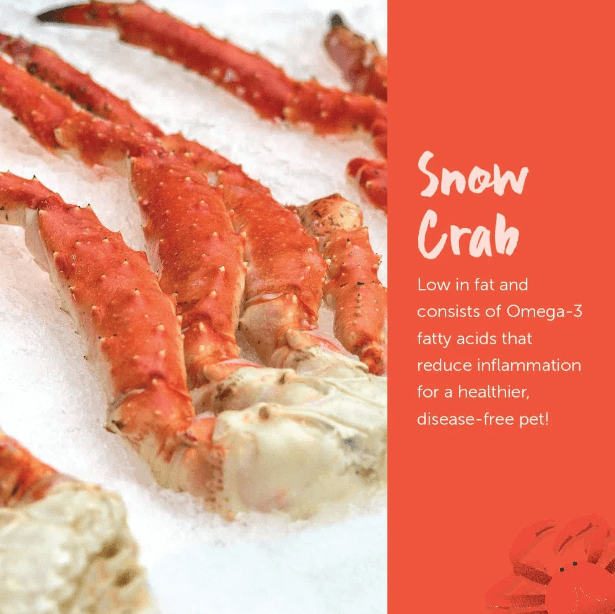 Snow
Crab
Low in fat and
consists of Omega-3
fatty acids that
reduce inflammation
for a healthier,
disease-free pet!